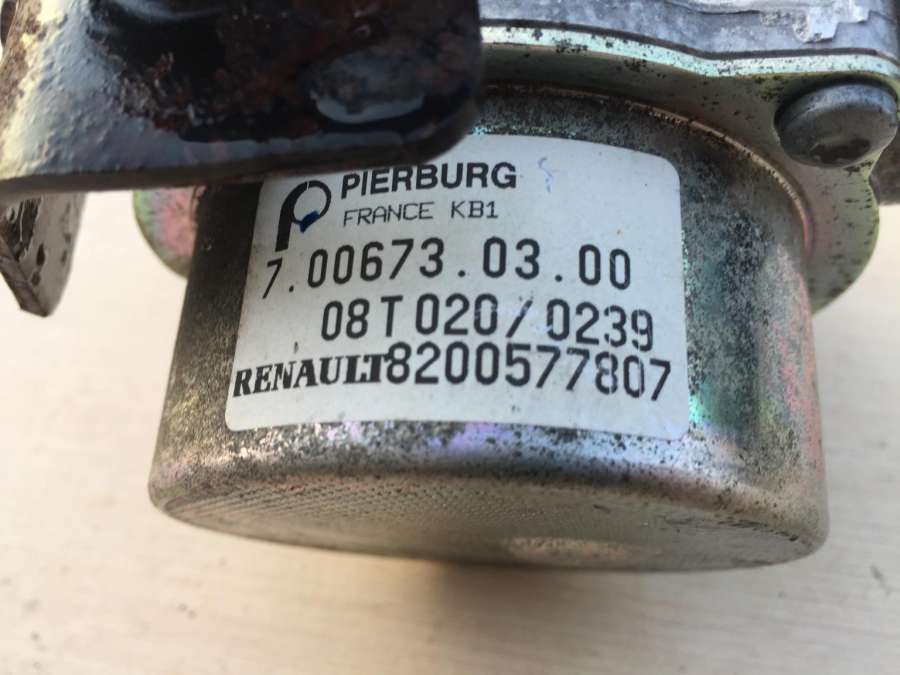 PIERBURG
FRANCE KB1
7.00673.03.00
08T020/0239
RENAULT8200577807